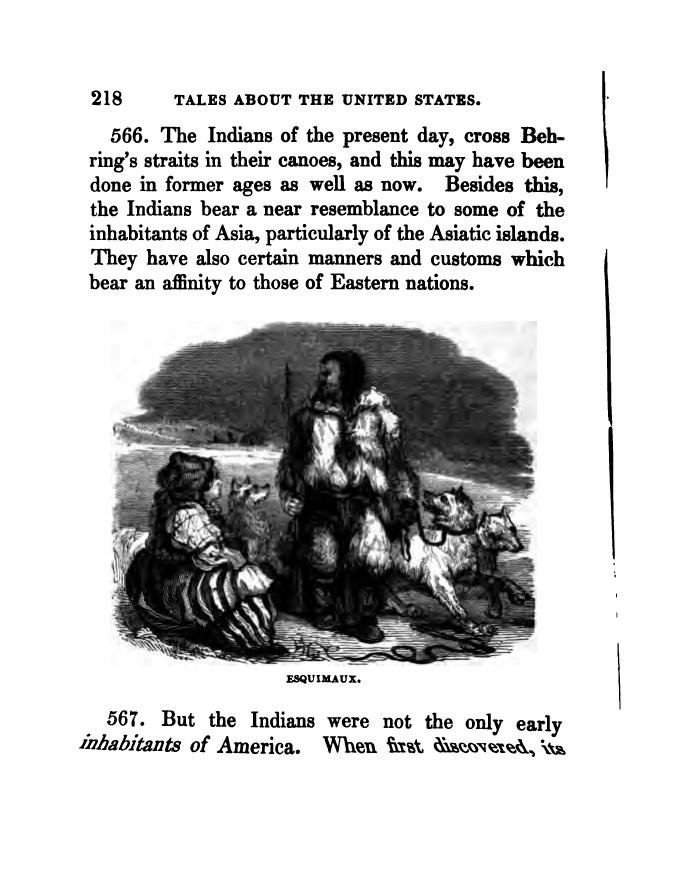 218 TALES ABOUT THE UNITED STATES.
566. The Indians of the present day, cross Beh-
ring's straits in their canoes, and this may have been
done in former ages as well as now. Besides this,
the Indians bear a near resemblance to some of the
inhabitants of Asia, particularly of the Asiatic islands.
They have also certain manners and customs which
bear an affinity to those of Eastern nations.
ESQUIMAUX.
567. But the Indians were not the only early
inhabitants of America. When first discovered, its